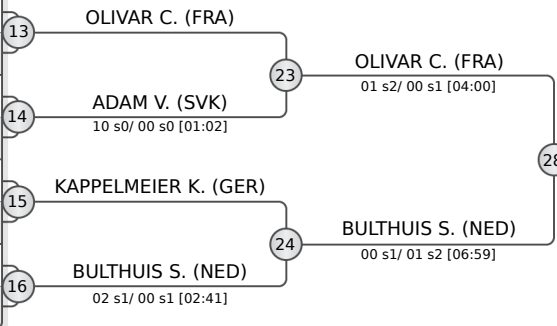 13
OLIVAR C. (FRA)
23
OLIVAR C. (FRA)
01 s2/ 00 s1 [04:00]
14
ADAM V. (SVK)
10 s0/ 00 s0 [01:02]
28
15
KAPPELMEIER K. (GER)
24
BULTHUIS S. (NED)
00 s1/ 01 s2 [06:59]
16
BULTHUIS S. (NED)
02 s1/ 00 s1 [02:41]